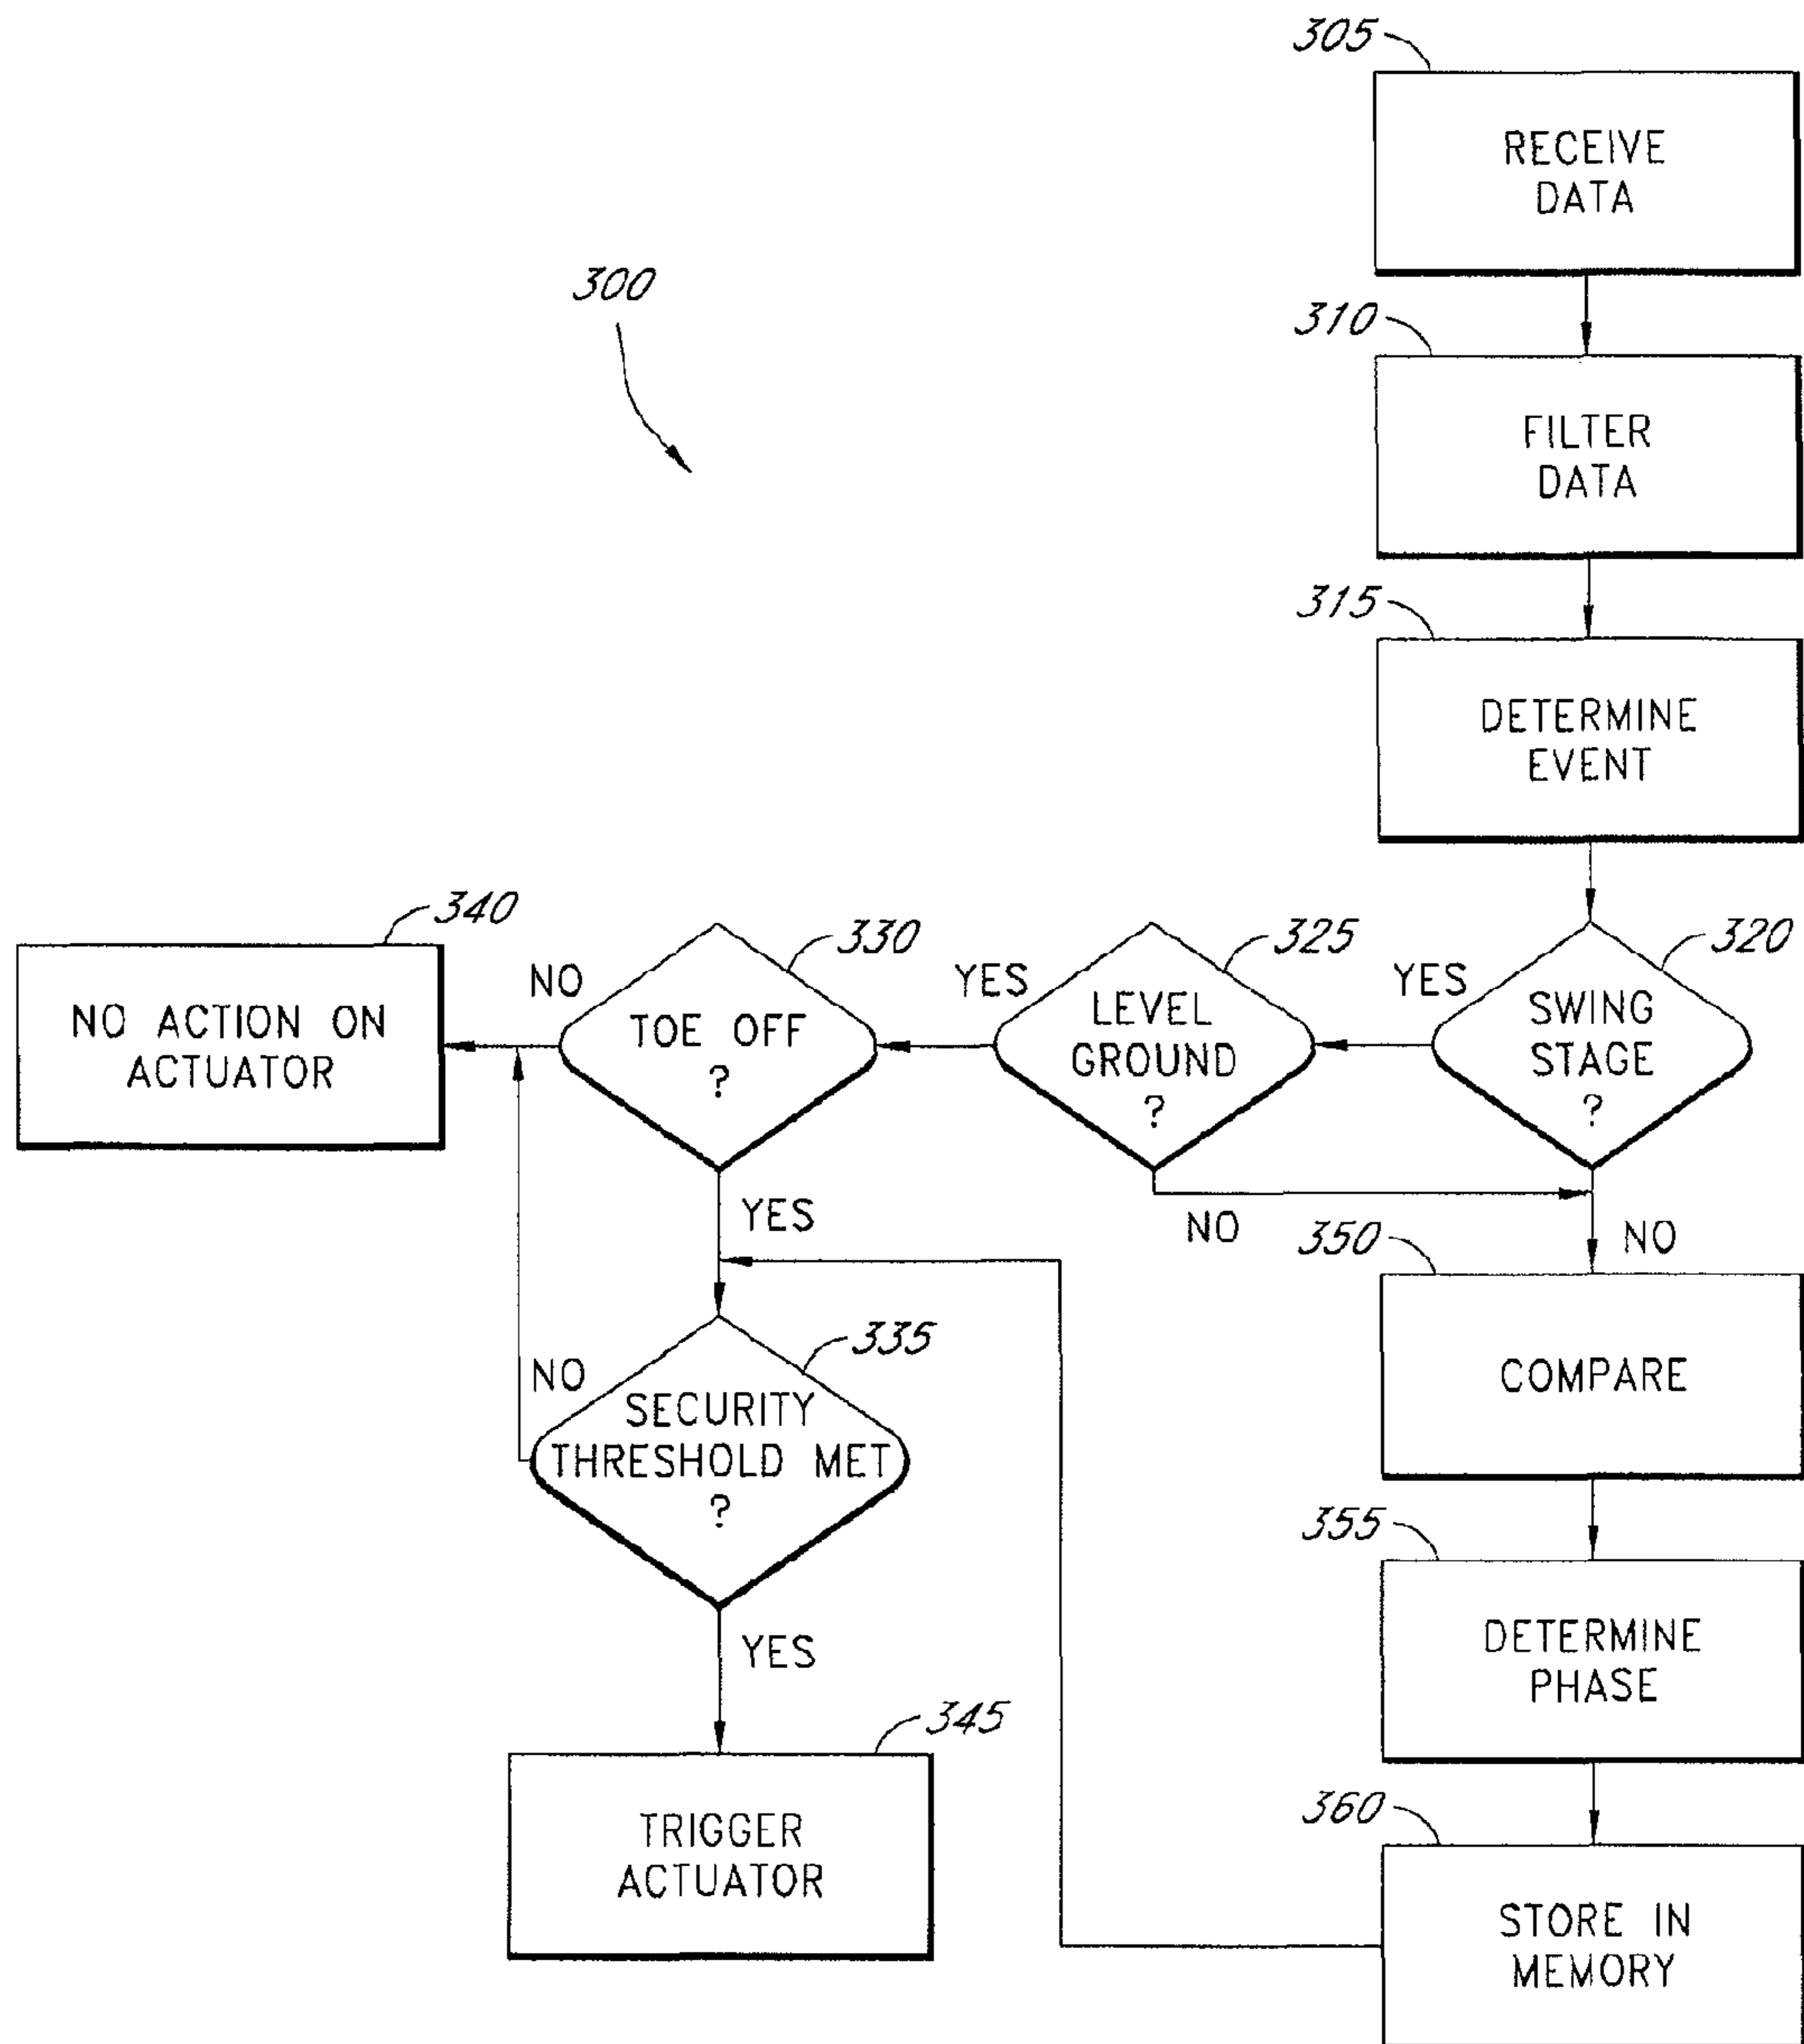 305
RECEIVE
DATA
300
310
FILTER
DATA
315
DETERMINE
EVENT
340
330
325
320
NO ACTION ON
ACTUATOR
NO
TOE OFF
?
YES
LEVEL
GROUND
?
YES
SWING
STAGE
?
YES
NO
350
NO
335
NO
SECURITY
THRESHOLD MET
?
COMPARE
355
YES
DETERMINE
PHASE
345
360
TRIGGER
ACTUATOR
STORE IN
MEMORY